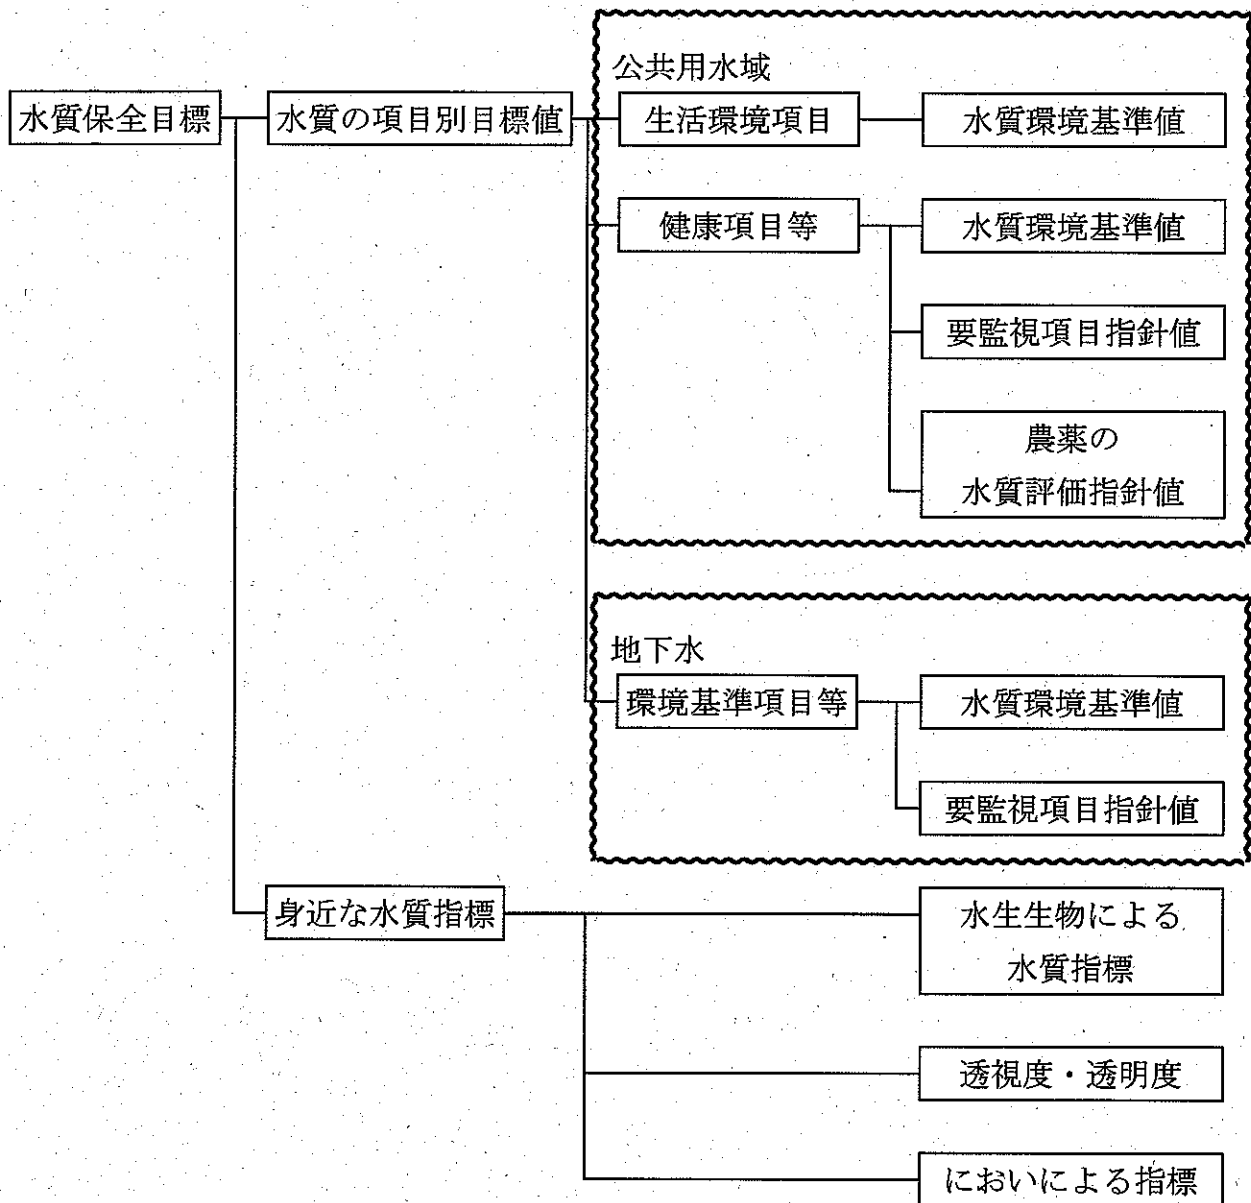 公共用水域
水質保全目標
水質の項目別目標値
生活環境項目
水質環境基準値
健康項目等
水質環境基準値
要監視項目指針値
農薬の
水質評価指針値
地下水
環境基準項目等
水質環境基準値
要監視項目指針値
身近な水質指標
水生生物による
水質指標
透視度・透明度
においによる指標